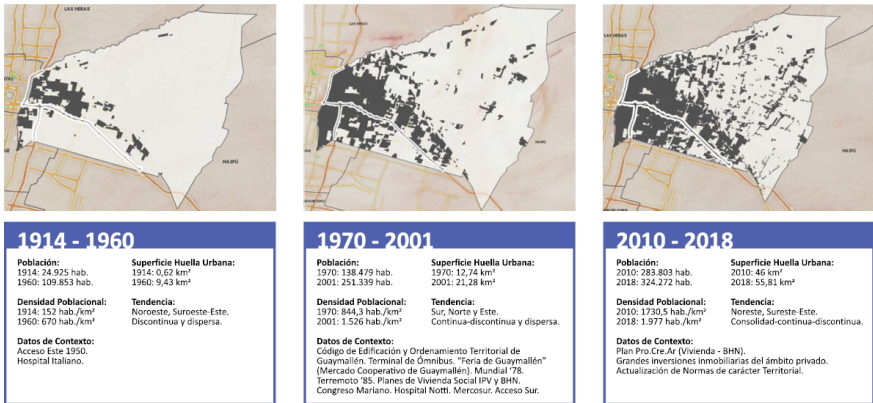 LAS HERAS
MAIPÚ
LAS HERAS
MAIPÚ
LAS HERAS
MAIPÚ
1914 - 1960
Población:
1914: 24.925 hab.
1960: 109.853 hab.
Superficie Huella Urbana:
1914: 0,62 km²
1960: 9,43 km²
Densidad Poblacional:
1914: 152 hab./km²
1960: 670 hab./km²
Tendencia:
Noroeste, Suroeste-Este.
Discontinua y dispersa.
Datos de Contexto:
Acceso Este 1950.
Hospital Italiano.
1970 - 2001
Población:
1970: 138.479 hab.
2001: 251.339 hab.
Superficie Huella Urbana:
1970: 12,74 km²
2001: 21,28 km²
Densidad Poblacional:
1970: 844,3 hab./km²
2001: 1.526 hab./km²
Tendencia:
Sur, Norte y Este.
Continua-discontinua y dispersa.
Datos de Contexto:
Código de Edificación y Ordenamiento Territorial de
Guaymallén. Terminal de Ómnibus. “Feria de Guaymallén”
(Mercado Cooperativo de Guaymallén). Mundial ‘78.
Terremoto ‘85. Planes de Vivienda Social IPV y BHN.
Congreso Mariano. Hospital Notti. Mercosur. Acceso Sur.
2010 - 2018
Población:
2010: 283.803 hab.
2018: 324.272 hab.
Superficie Huella Urbana:
2010: 46 km²
2018: 55,81 km²
Densidad Poblacional:
2010: 1730,5 hab./km²
2018: 1.977 hab./km²
Tendencia:
Noreste, Sureste-Este.
Consolidad-continua-discontinua.
Datos de Contexto:
Plan Pro.Cre.Ar (Vivienda - BHN).
Grandes inversiones inmobiliarias del ámbito privado.
Actualización de Normas de carácter Territorial.